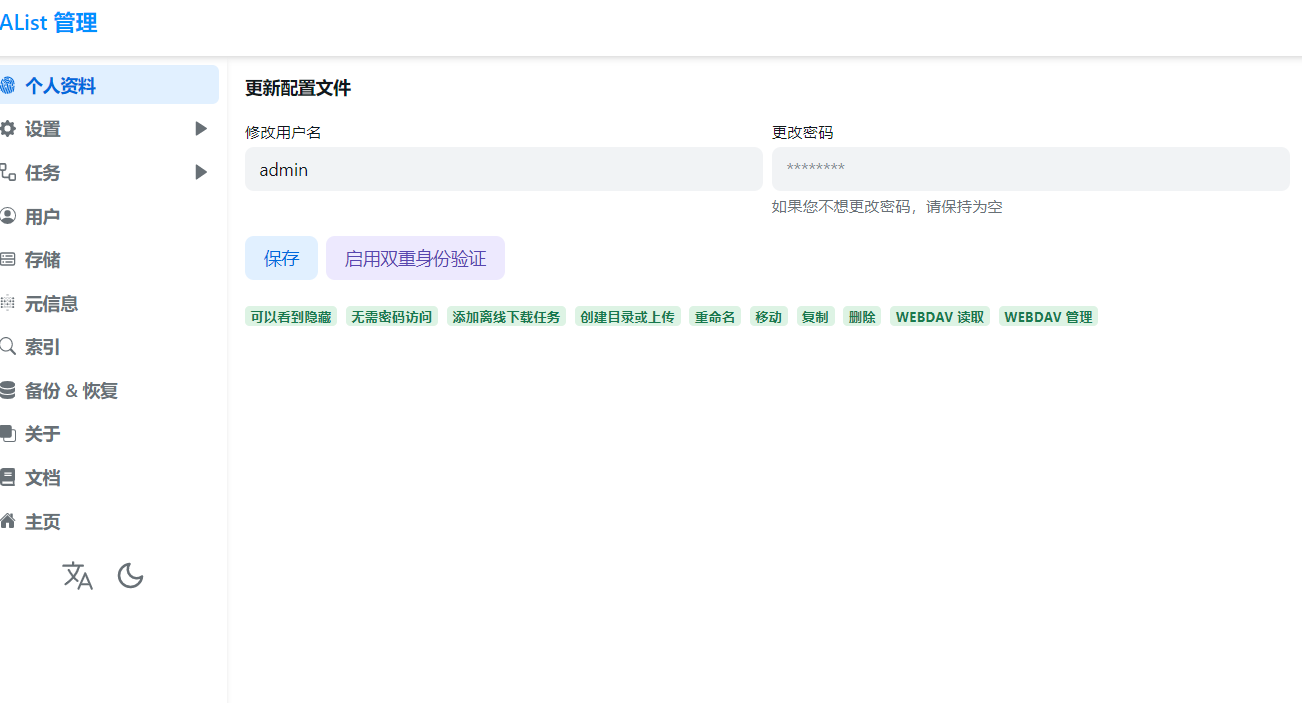 AList 管理
个人资料
设置
任务
用户
存储
元信息
索引
备份 & 恢复
关于
文档
主页
更新配置文件
修改用户名
admin
更改密码
********
如果您不想更改密码，请保持为空
保存 启用双重身份验证
可以看到隐藏 无需密码访问 添加离线下载任务 创建目录或上传 重命名 移动 复制 删除 WEBDAV 读取 WEBDAV 管理